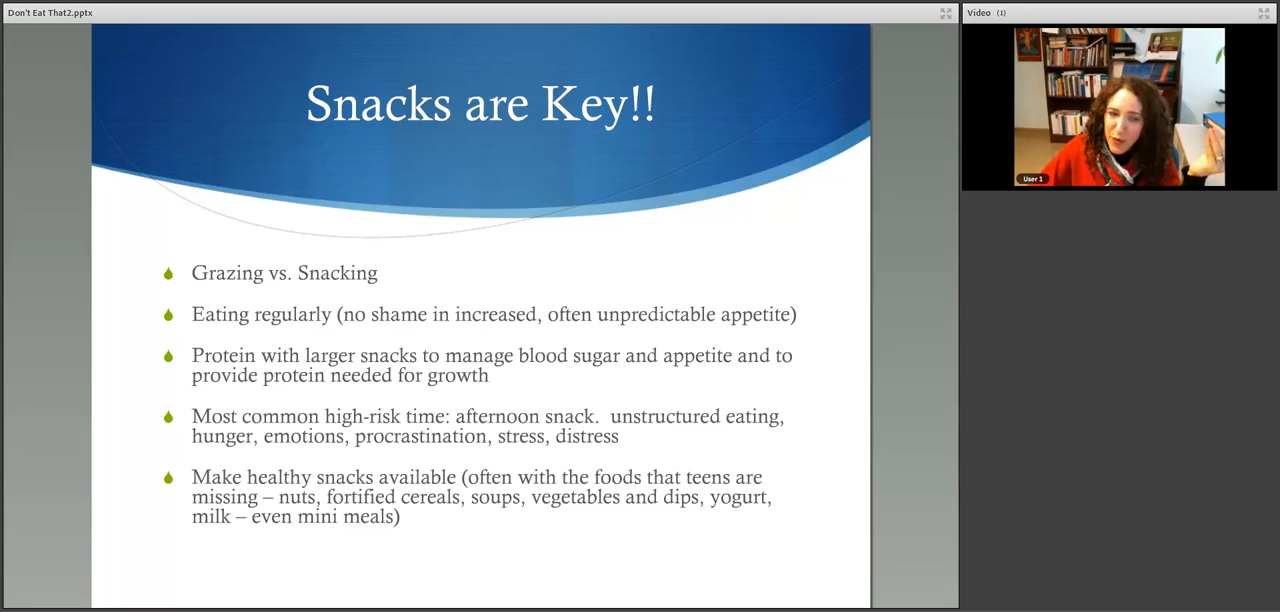 Don't Eat That2.pptx
Video (1)
Snacks are Key!!
Grazing vs. Snacking
Eating regularly (no shame in increased, often unpredictable appetite)
Protein with larger snacks to manage blood sugar and appetite and to
provide protein needed for growth
Most common high-risk time: afternoon snack.  unstructured eating,
hunger, emotions, procrastination, stress, distress
Make healthy snacks available (often with the foods that teens are
missing – nuts, fortified cereals, soups, vegetables and dips, yogurt,
milk – even mini meals)
User 1